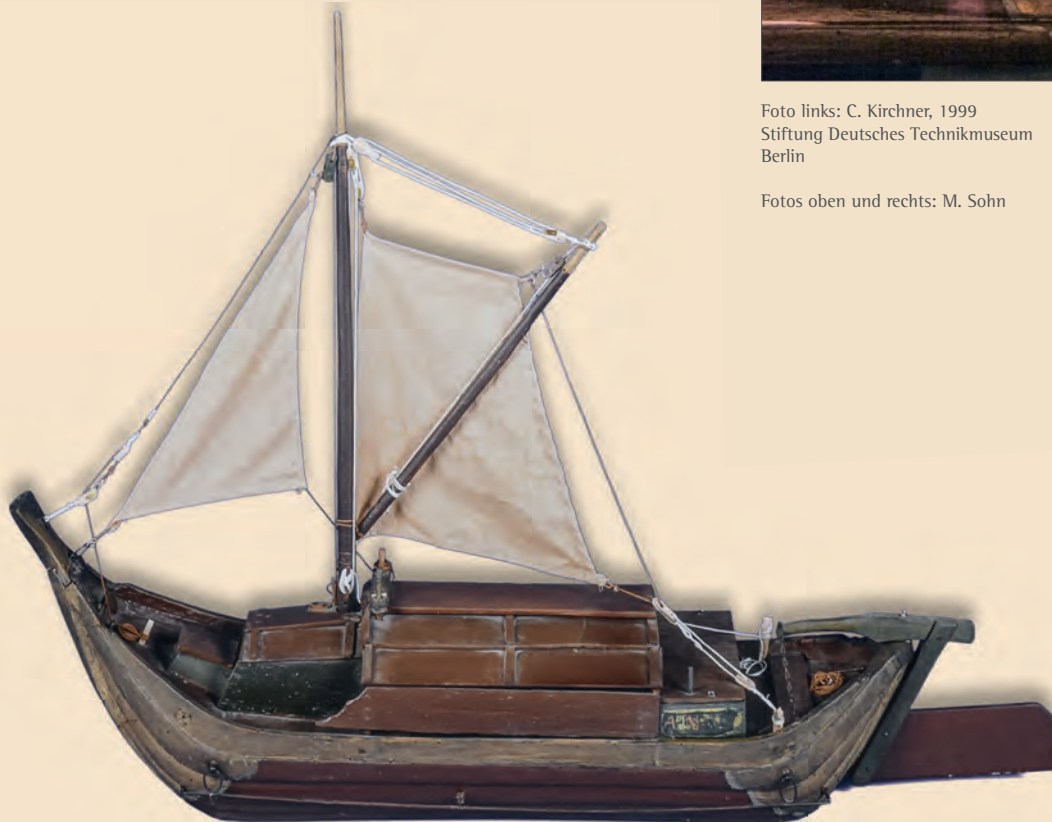 Foto links: C. Kirchner, 1999
Stiftung Deutsches Technikmuseum
Berlin
Fotos oben und rechts: M. Sohn